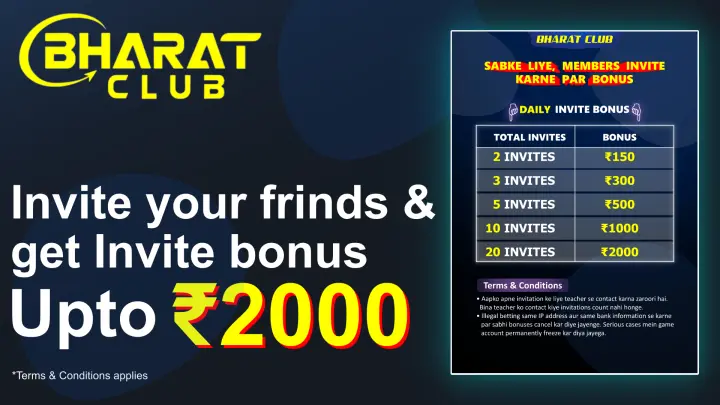 BHARAT
CLUB
Invite your frinds &
get Invite bonus
Upto ₹2000
*Terms & Conditions applies
BHARAT CLUB
SABKE LIYE, MEMBERS INVITE
KARNE PAR BONUS
DAILY INVITE BONUS
TOTAL INVITES BONUS
2 INVITES ₹150
3 INVITES ₹300
5 INVITES ₹500
10 INVITES ₹1000
20 INVITES ₹2000
Terms & Conditions
• Aapko apne invitation ke liye teacher se contact karna zaroori hai.
Bina teacher ko contact kiye invitations count nahi honge.
• Illegal betting same IP address aur same bank information se karne
par sabhi bonuses cancel kar diye jayenge. Serious cases mein game
account permanently freeze kar diya jayega.